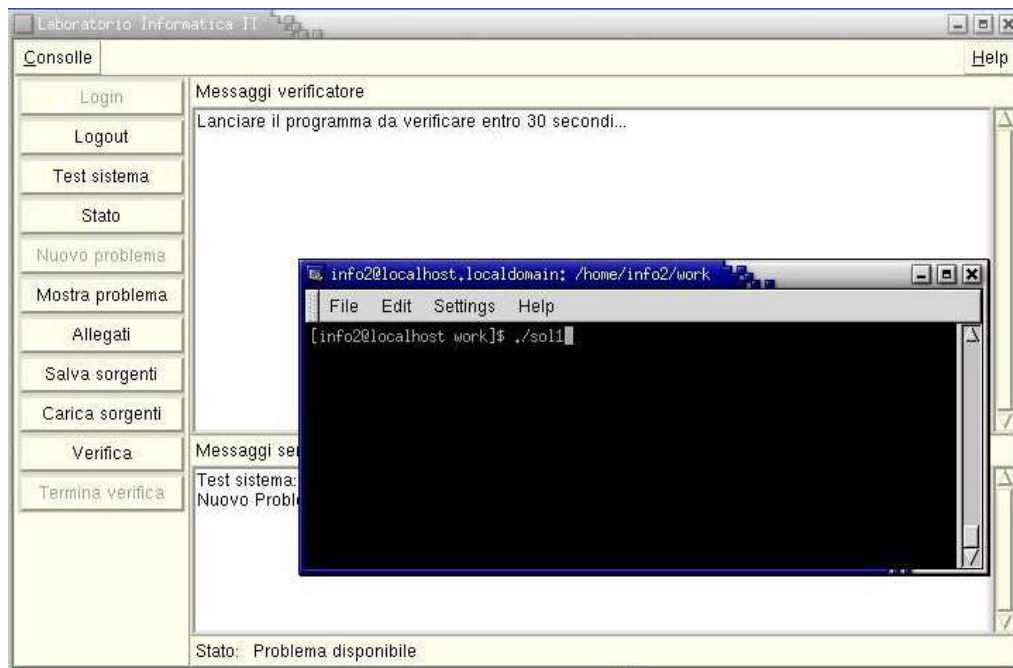 Laboratorio Informatica II
Consolle
Help
Login
Logout
Test sistema
Stato
Nuovo problema
Mostra problema
Allegati
Salva sorgenti
Carica sorgenti
Verifica
Termina verifica
Messaggi verificatore
Lanciare il programma da verificare entro 30 secondi...
info2@localhost.localdomain: /home/info2/work
File Edit Settings Help
[info2@localhost work]$ ./sol1
Messaggi
Test sistema:
Nuovo
Stato: Problema disponibile